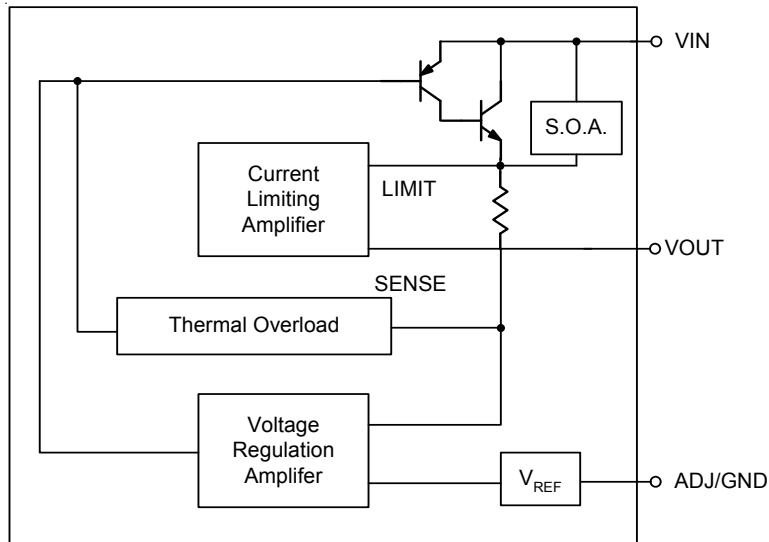 VIN
S.O.A.
Current
Limiting
Amplifier
LIMIT
VOUT
SENSE
Thermal Overload
Voltage
Regulation
Amplifer
VREF
ADJ/GND